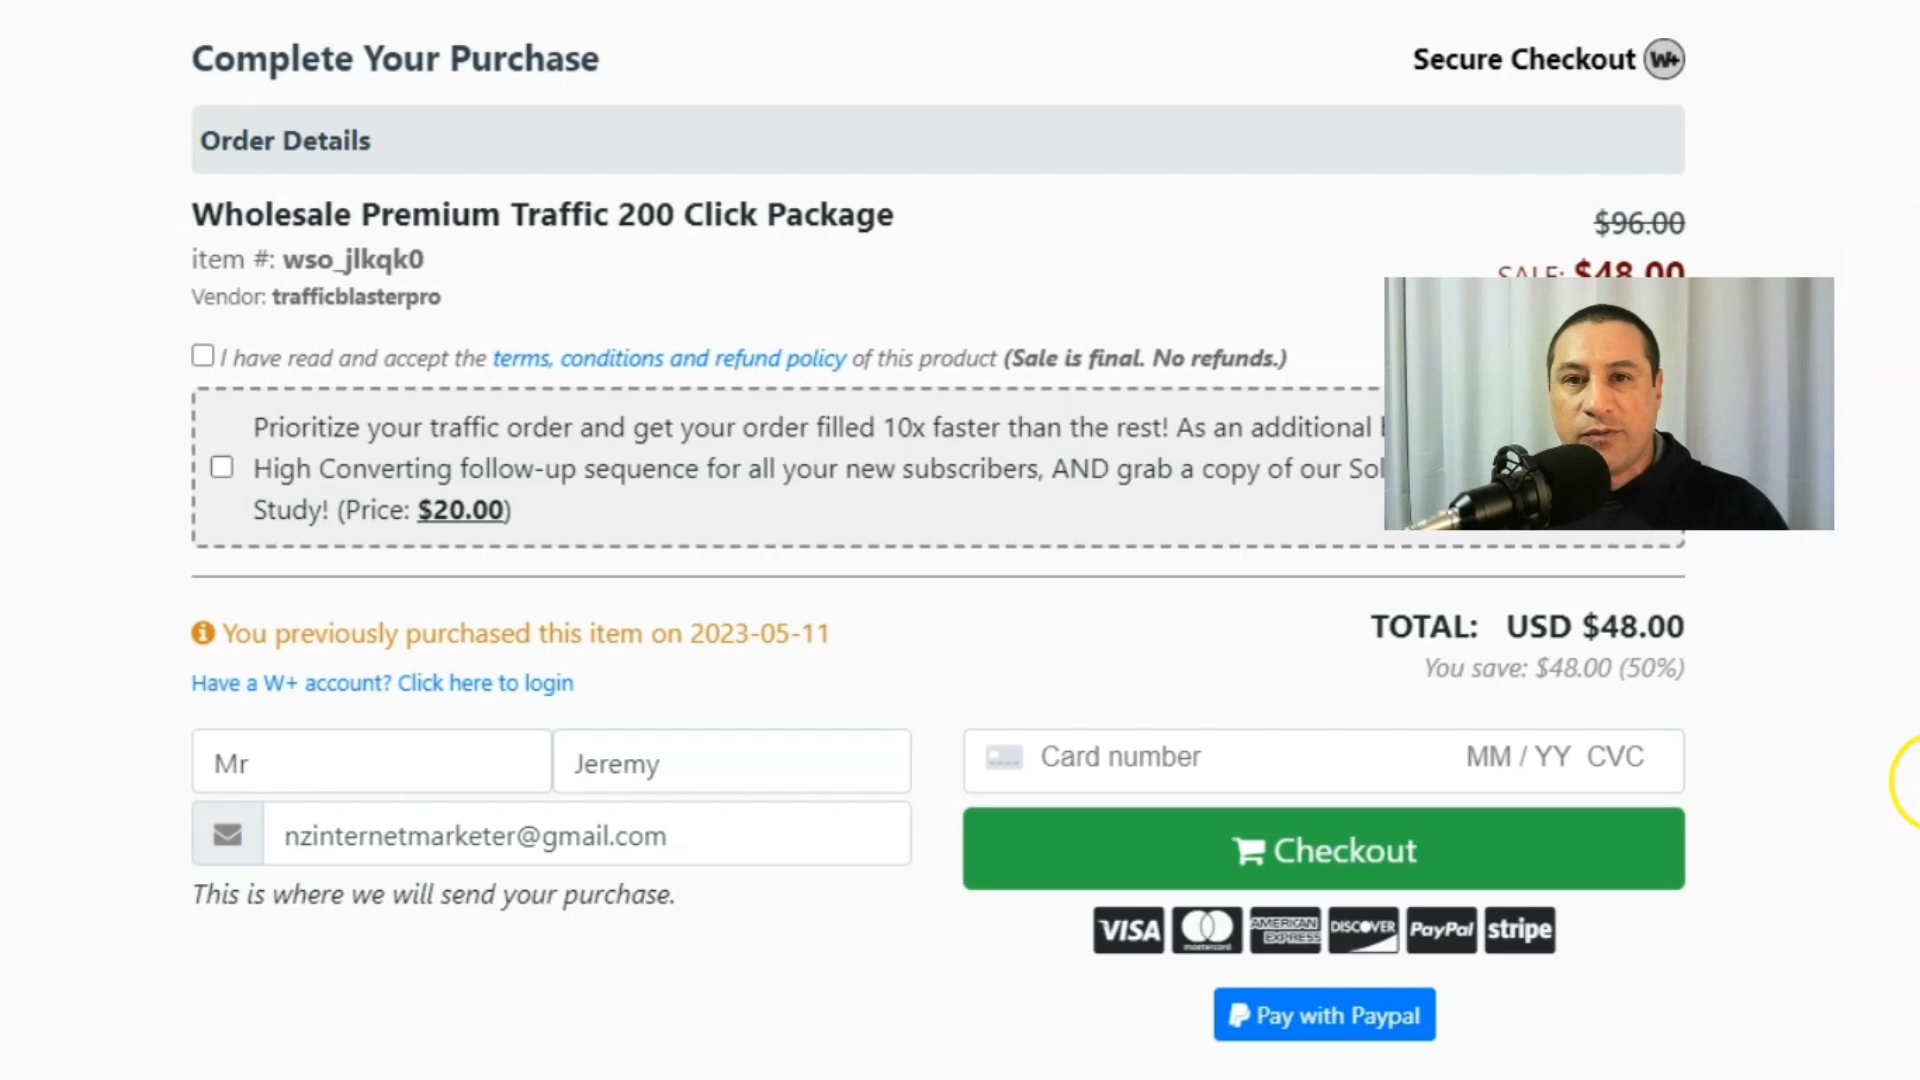 Complete Your Purchase
Secure Checkout W+
Order Details
Wholesale Premium Traffic 200 Click Package
$96.00
item #: wso_jlkqk0
SALE: $48.00
Vendor: trafficblasterpro
I have read and accept the terms, conditions and refund policy of this product (Sale is final. No refunds.)
Prioritize your traffic order and get your order filled 10x faster than the rest! As an additional
High Converting follow-up sequence for all your new subscribers, AND grab a copy of our
Study! (Price: $20.00)
You previously purchased this item on 2023-05-11
TOTAL: USD $48.00
You save: $48.00 (50%)
Have a W+ account? Click here to login
Mr
Jeremy
Card number MM / YY CVC
nzinternetmarketer@gmail.com
Checkout
This is where we will send your purchase.
VISA mastercard AMERICAN EXPRESS DISCOVER PayPal stripe
Pay with Paypal